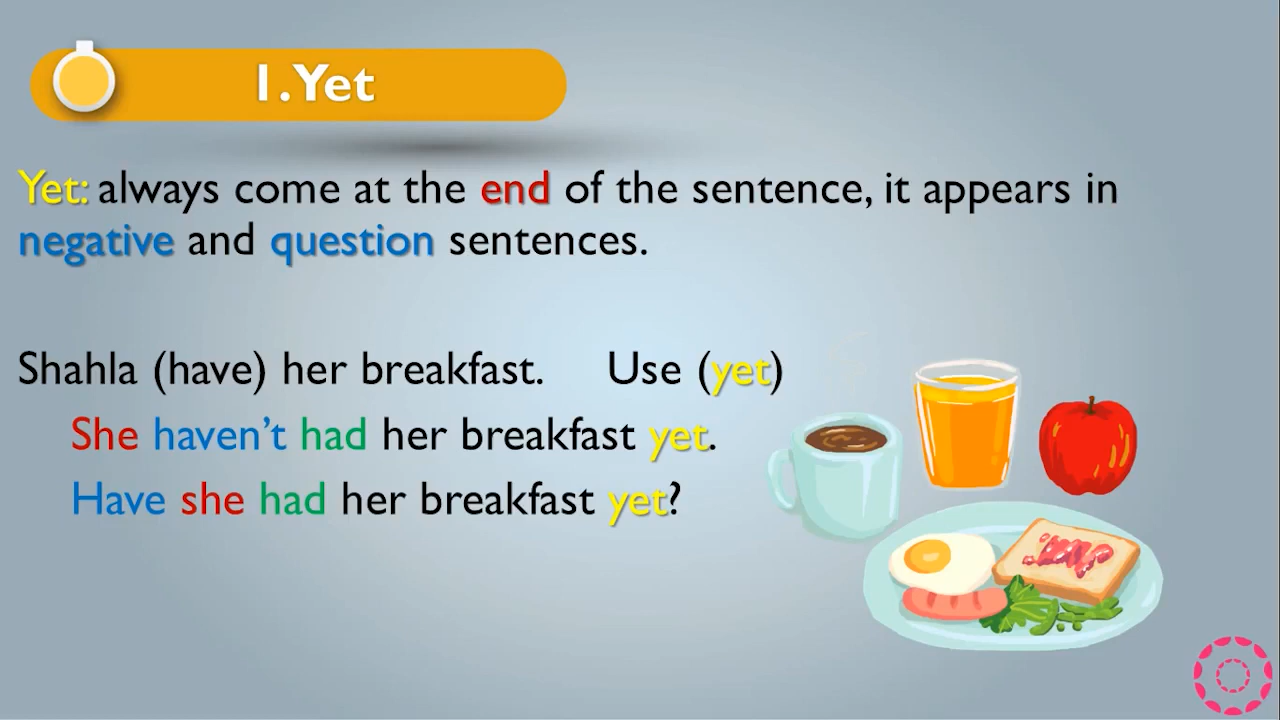 1.Yet
Yet: always come at the end of the sentence, it appears in
negative and question sentences.
Shahla (have) her breakfast. Use (yet)
She haven't had her breakfast yet.
Have she had her breakfast yet?